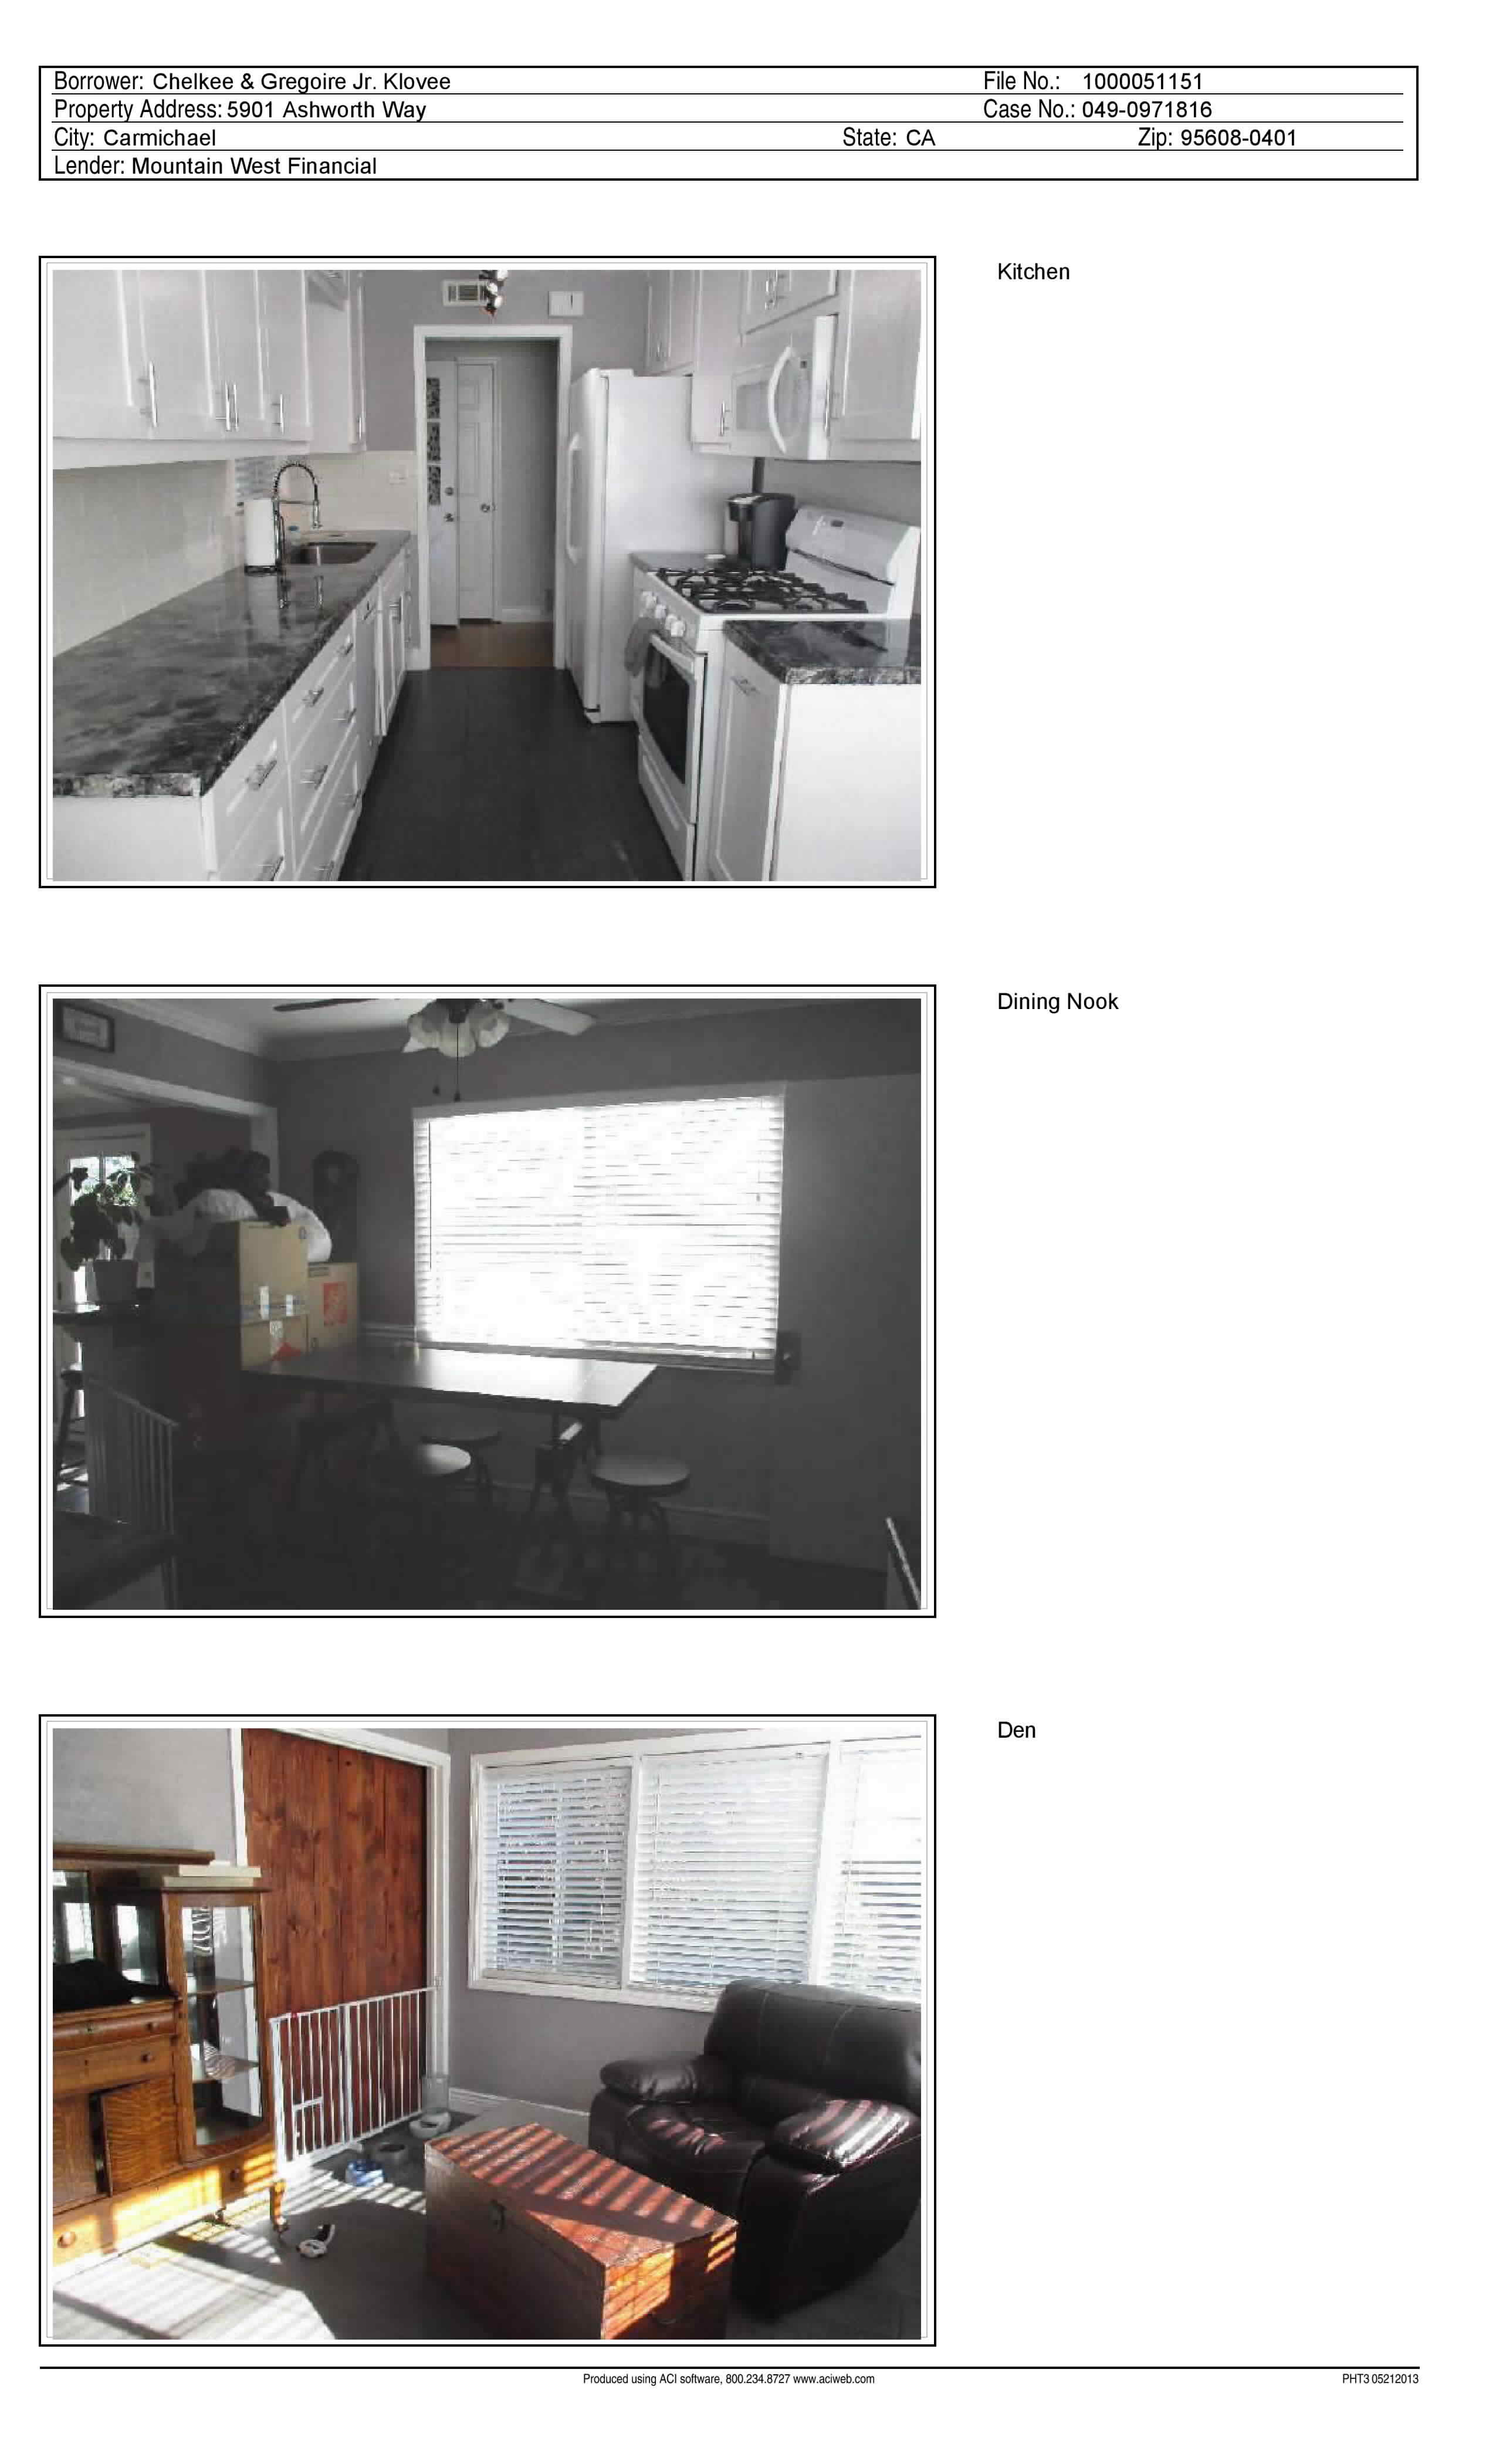 Borrower: Chelkee & Gregoire Jr. Klovee File No.: 1000051151
Property Address: 5901 Ashworth Way Case No.: 049-0971816
City: Carmichael State: CA Zip: 95608-0401
Lender: Mountain West Financial
Kitchen
Dining Nook
Den
Produced using ACI software, 800.234.8727 www.aciweb.com PHT3 05212013